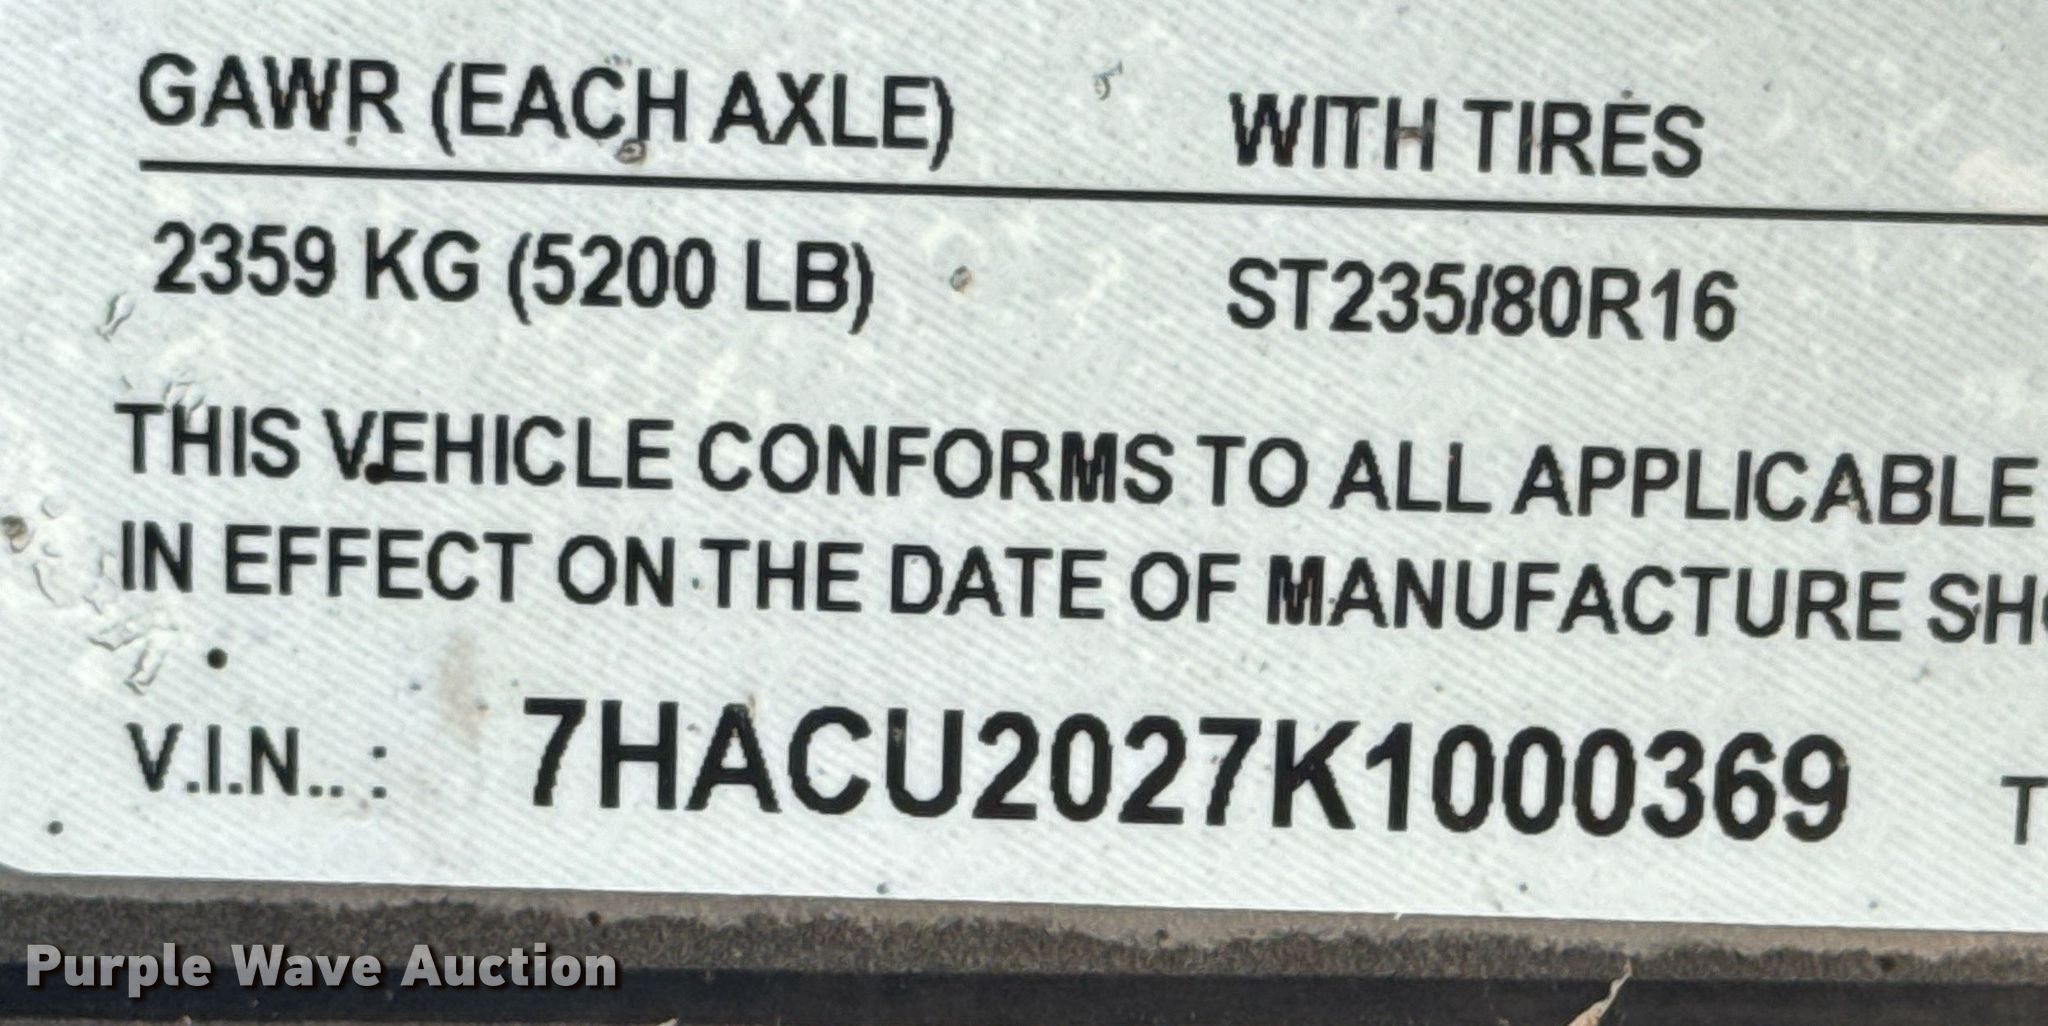 GAWR (EACH AXLE) WITH TIRES
2359 KG (5200 LB) ST235/80R16
THIS VEHICLE CONFORMS TO ALL APPLICABLE
IN EFFECT ON THE DATE OF MANUFACTURE
V.I.N.. : 7HACU2027K1000369
Purple Wave Auction